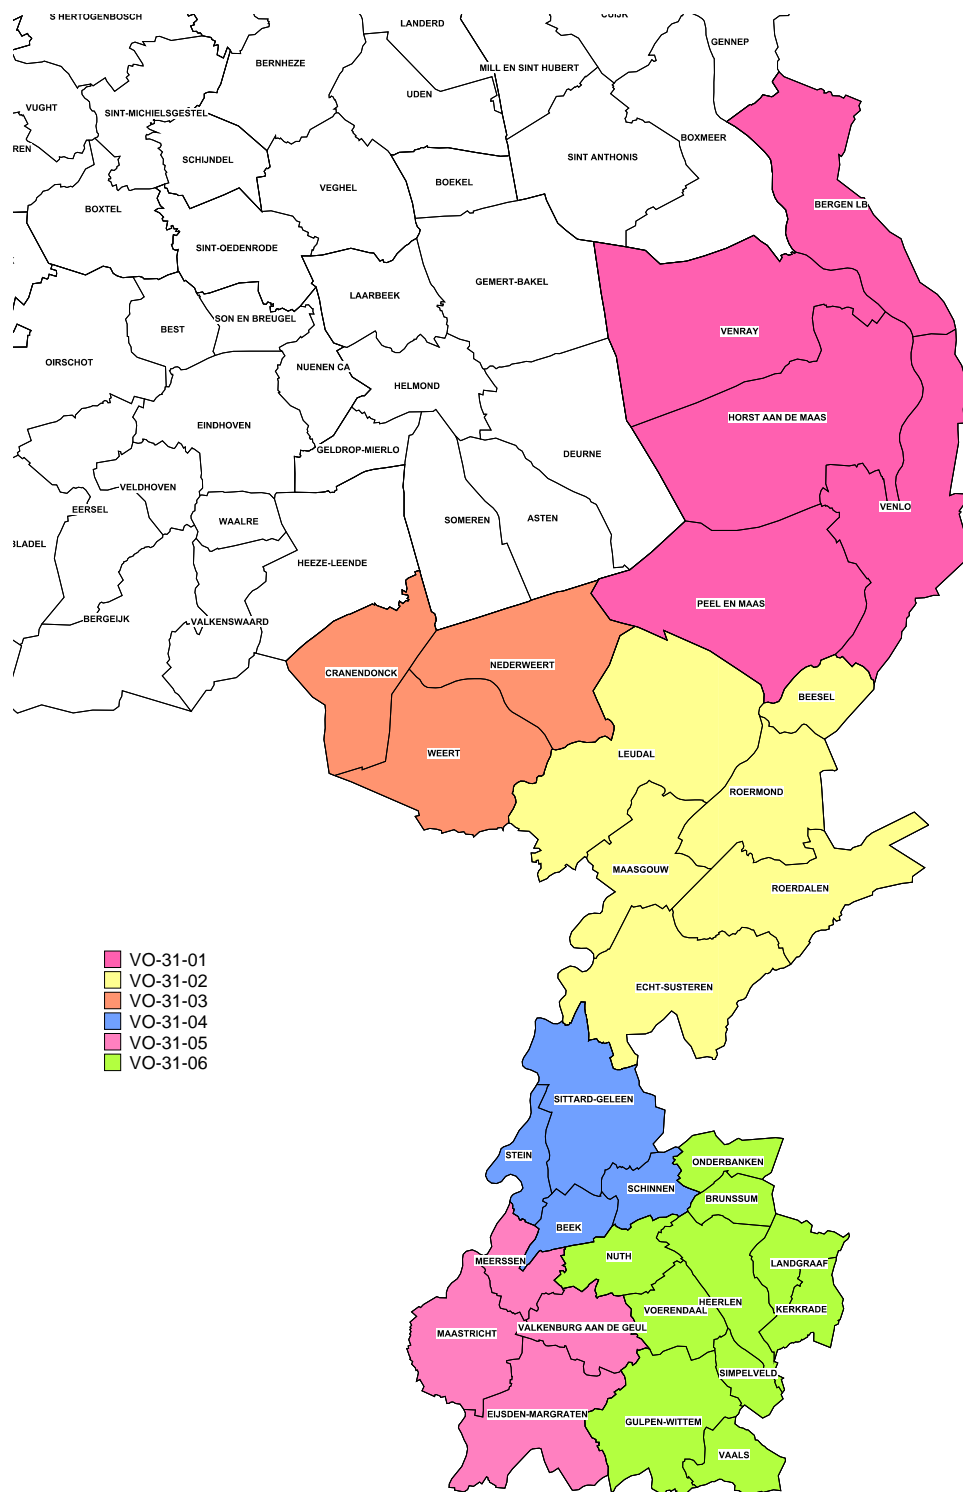 S HERTOGENBOSCH
LANDERD
CUIJK
GENNEP
BERNHEZE
MILL EN SINT HUBERT
UDEN
VUGHT
SINT-MICHIELSGESTEL
BOXMEER
REN
SCHIJNDEL
SINT ANTHONIS
VEGHEL
BOEKEL
BERGEN LB
BOXTEL
SINT-OEDENRODE
GEMERT-BAKEL
LAARBEEK
SON EN BREUGEL
BEST
VENRAY
OIRSCHOT
NUENEN CA
HELMOND
HORST AAN DE MAAS
EINDHOVEN
GELDROP-MIERLO
DEURNE
VELDHOVEN
EERSEL
VENLO
WAALRE
SOMEREN
ASTEN
BLADEL
HEEZE-LEENDE
PEEL EN MAAS
BERGEIJK
VALKENSWAARD
NEDERWEERT
CRANENDONCK
BEESEL
WEERT
LEUDAL
ROERMOND
MAASGOUW
ROERDALEN
ECHT-SUSTEREN
VO-31-01
VO-31-02
VO-31-03
VO-31-04
VO-31-05
VO-31-06
SITTARD-GELEEN
STEIN
ONDERBANKEN
SCHINNEN
BRUNSSUM
BEEK
NUTH
MEERSSEN
LANDGRAAF
HEERLEN
VOERENDAAL
KERKRADE
VALKENBURG AAN DE GEUL
MAASTRICHT
SIMPELVELD
EIJSDEN-MARGRATEN
GULPEN-WITTEM
VAALS